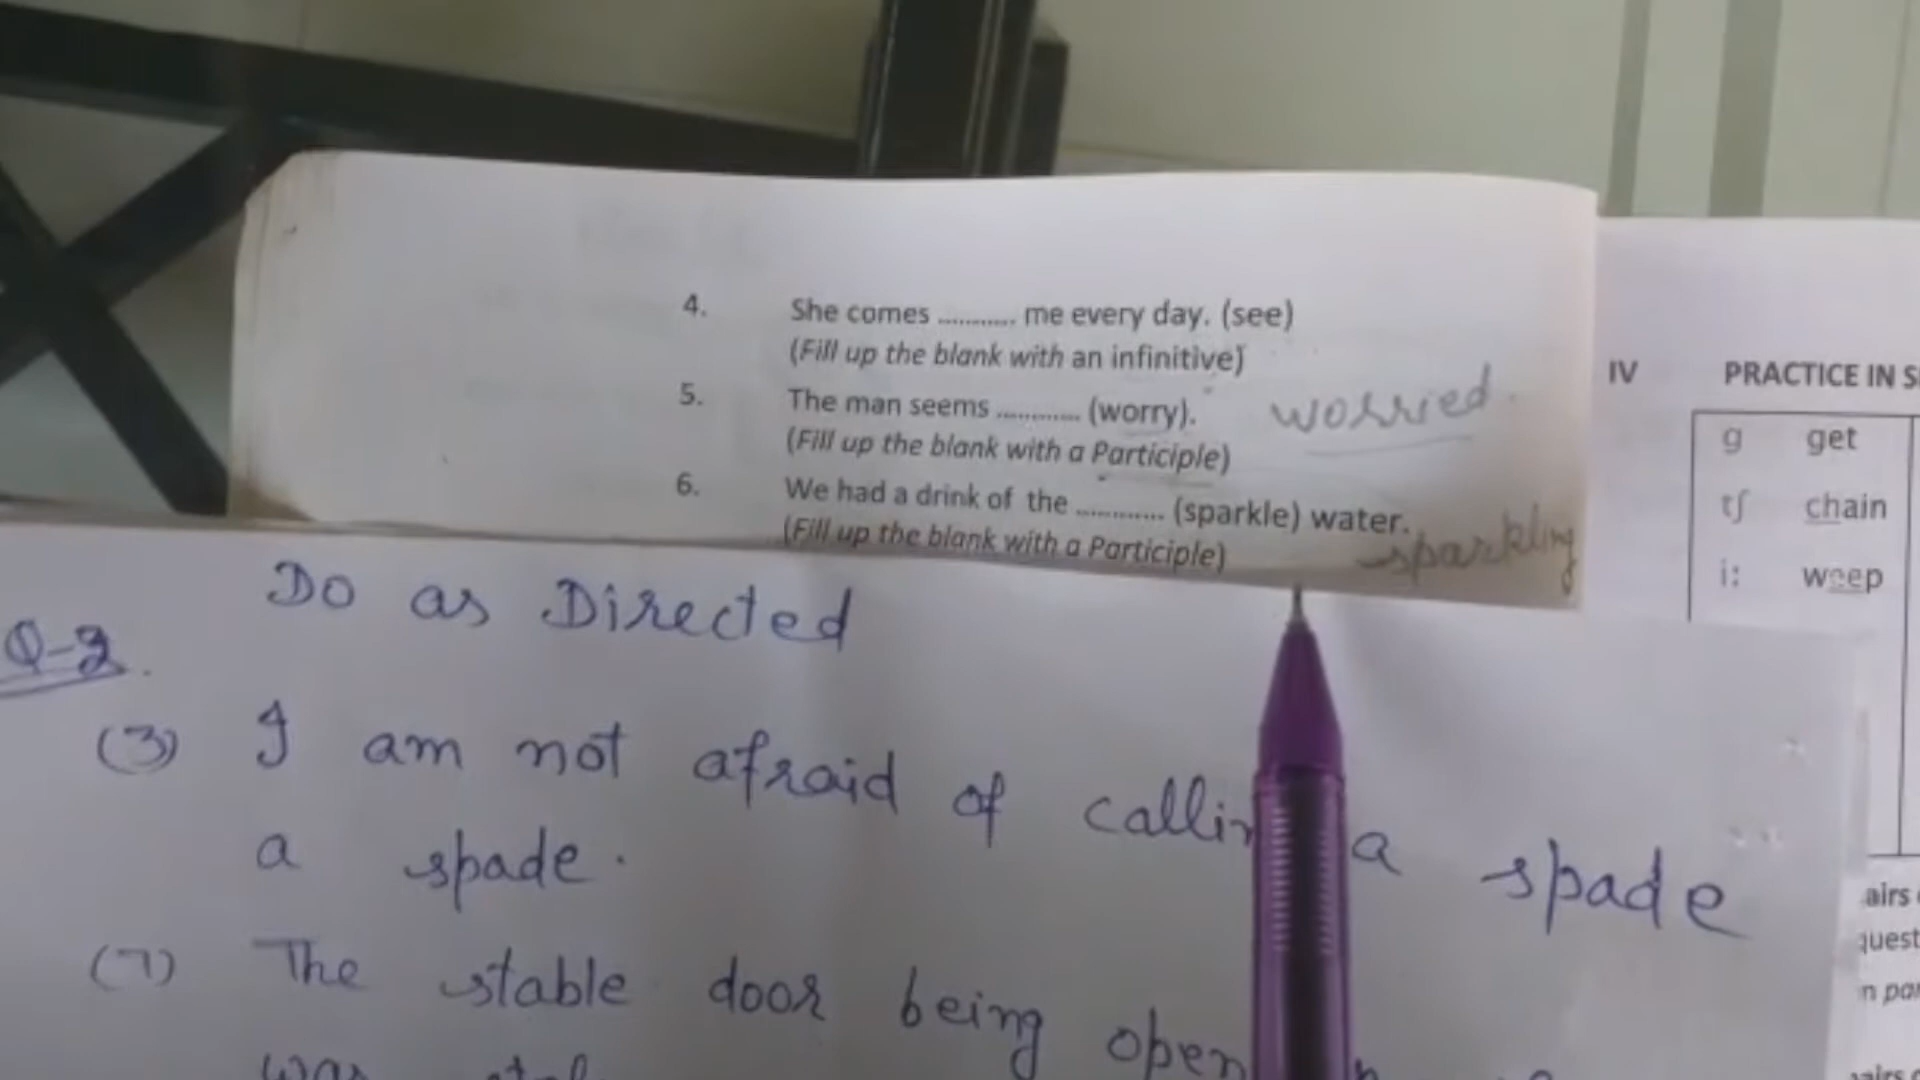 4. She comes ........... me every day. (see)
(Fill up the blank with an infinitive)
5. The man seems ............ (worry). worried.
(Fill up the blank with a Participle)
6. We had a drink of the ............ (sparkle) water. sparkling
(Fill up the blank with a Participle)
IV PRACTICE IN
g get
tʃ chain
i: weep
Do as Directed
Q-2.
(3) I am not afraid of a spade
a spade.
(7) The stable door being
was
airs